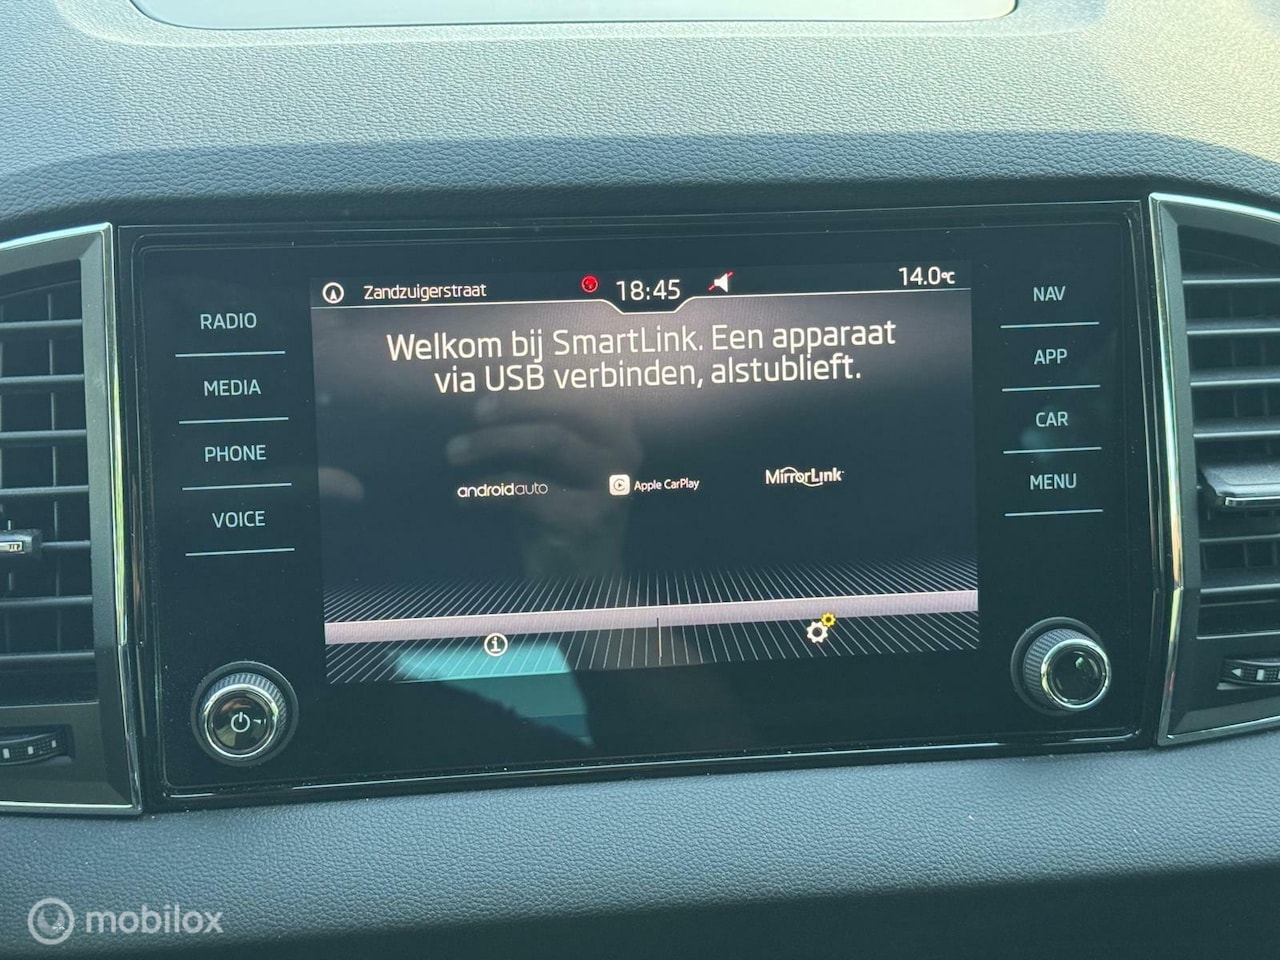 Zandzuigerstraat 18:45 14.0°C
Welkom bij SmartLink. Een apparaat
via USB verbinden, alstublieft.
androidauto Apple CarPlay MirrorLink
RADIO
MEDIA
PHONE
VOICE
NAV
APP
CAR
MENU
mobilox